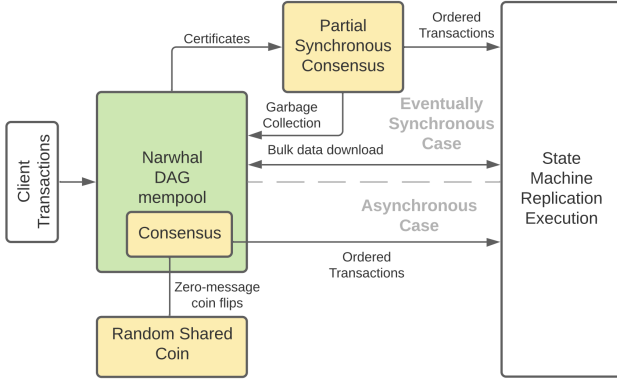 Partial
Synchronous
Consensus
Certificates
Ordered
Transactions
Garbage
Collection
Eventually
Synchronous
Case
Bulk data download
Client
Transactions
Narwhal
DAG
mempool
Consensus
State
Machine
Replication
Execution
Asynchronous
Case
Ordered
Transactions
Zero-message
coin flips
Random Shared
Coin